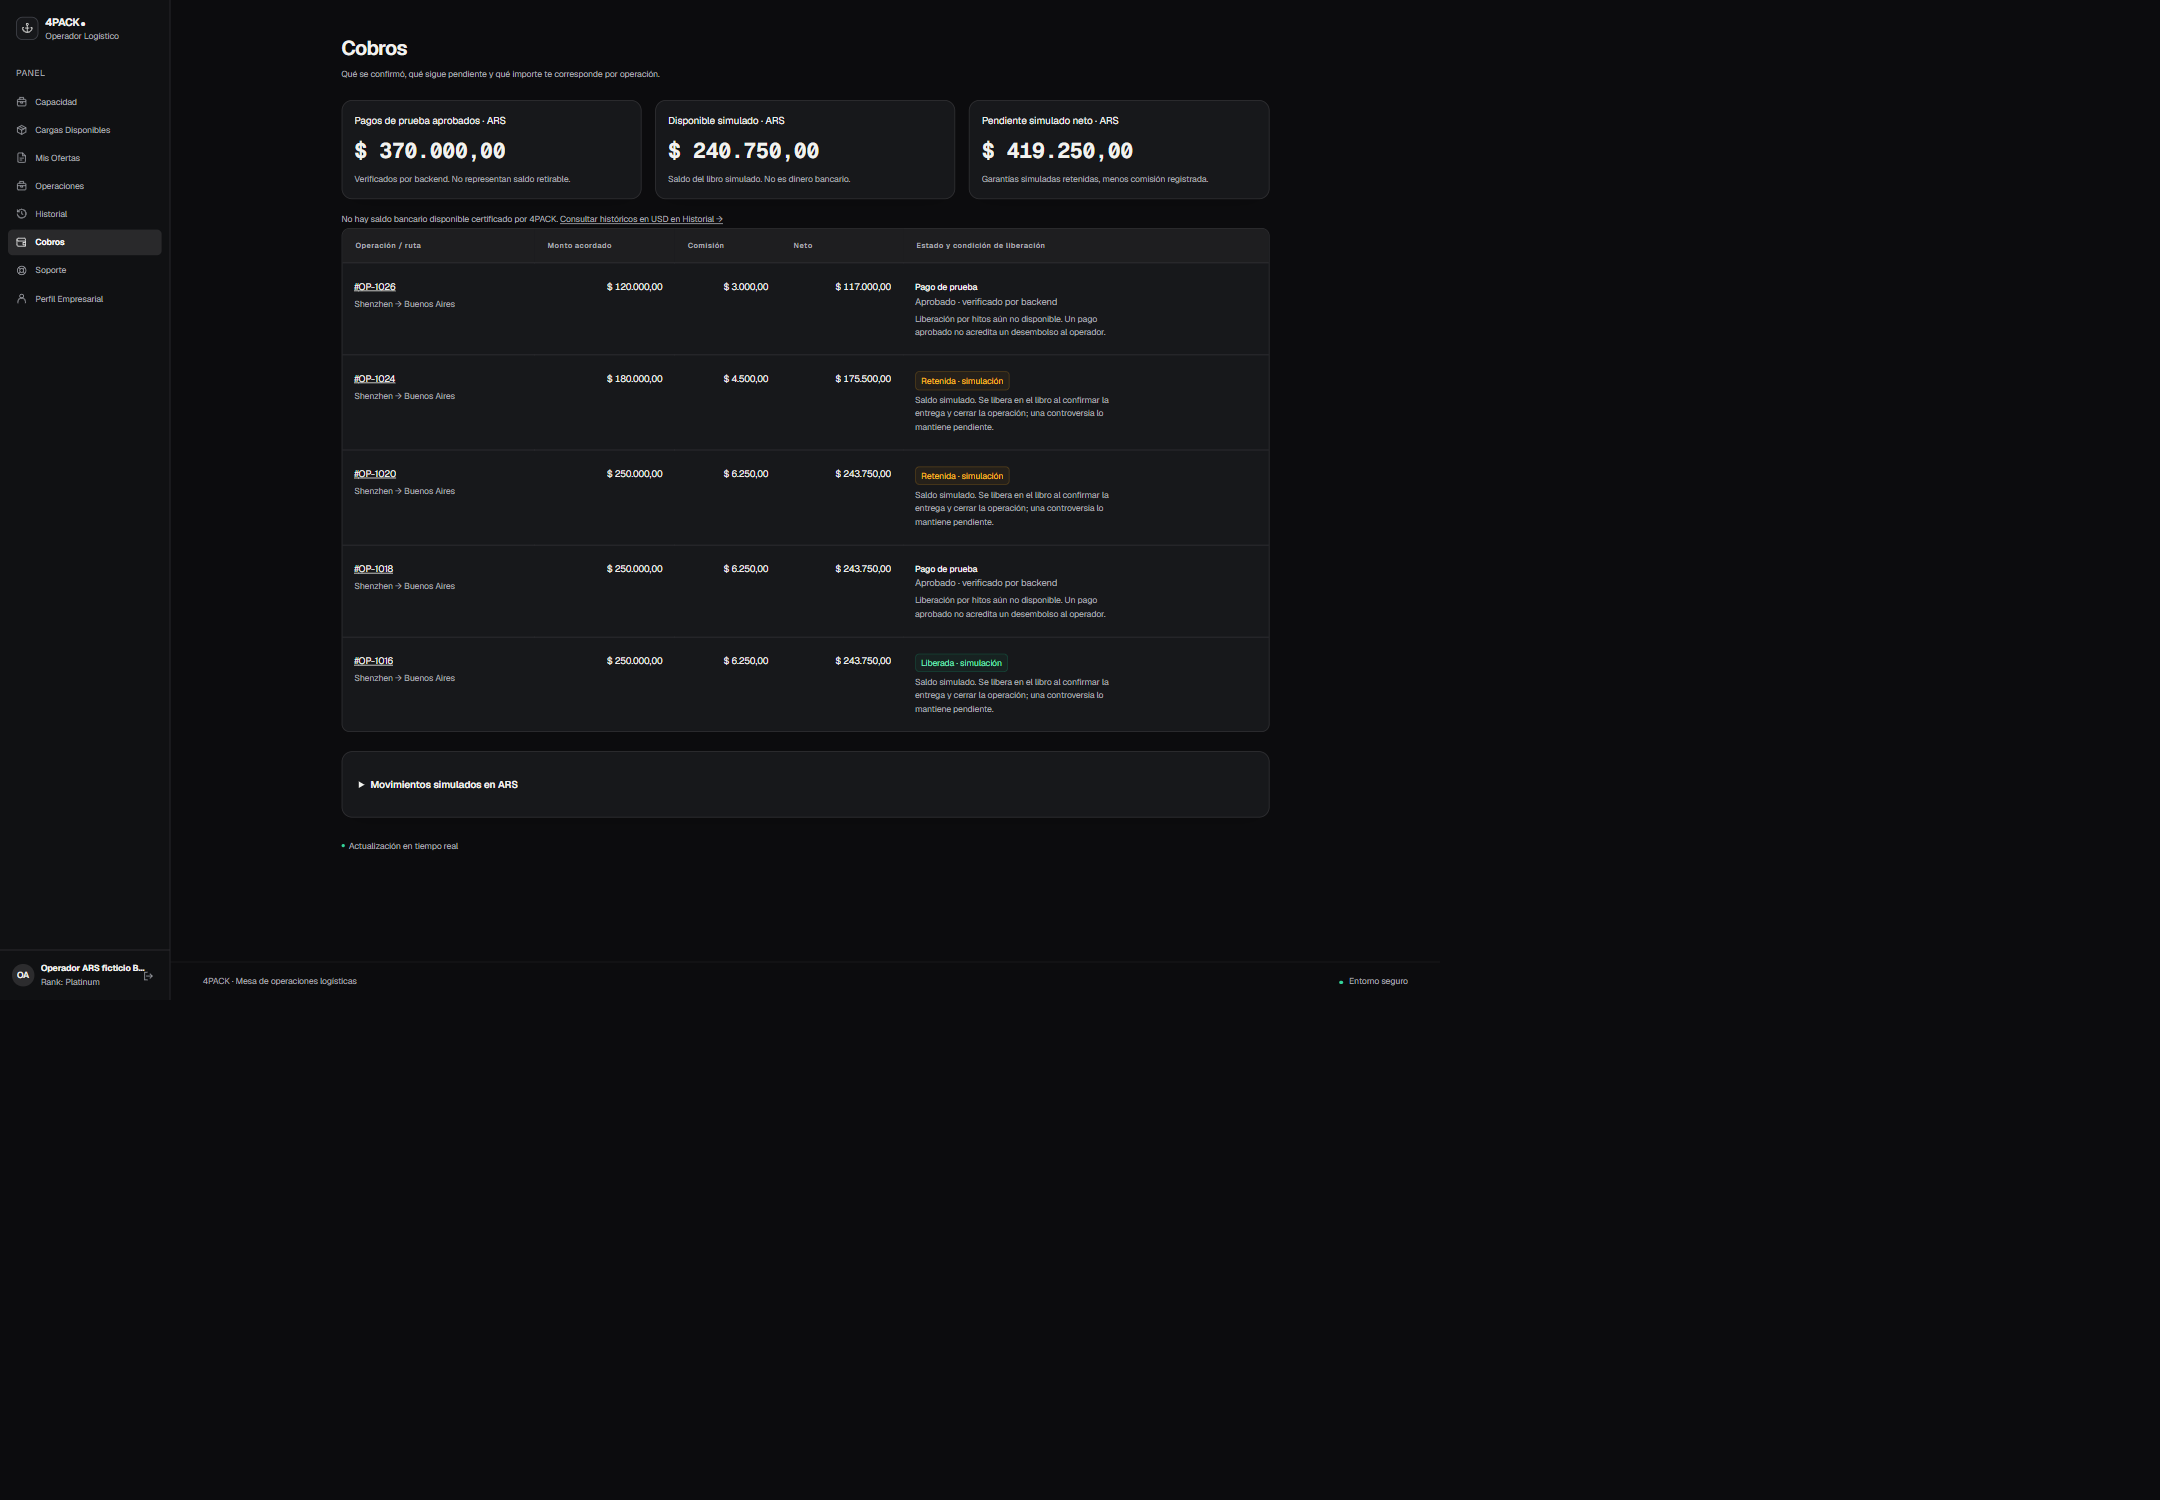 4PACK
Operador Logístico
PANEL
Capacidad
Cargas Disponibles
Mis Ofertas
Operaciones
Historial
Cobros
Soporte
Perfil Empresarial
Cobros
Qué se confirmó, qué sigue pendiente y qué importe te corresponde por operación.
Pagos de prueba aprobados · ARS
$ 370.000,00
Verificados por backend. No representan saldo retirable.
Disponible simulado · ARS
$ 240.750,00
Saldo del libro simulado. No es dinero bancario.
Pendiente simulado neto · ARS
$ 419.250,00
Garantías simuladas retenidas, menos comisión registrada.
No hay saldo bancario disponible certificado por 4PACK. Consultar históricos en USD en Historial →
Operación / ruta Monto acordado Comisión Neto Estado y condición de liberación
#OP-1026 $ 120.000,00 $ 3.000,00 $ 117.000,00 Pago de prueba
Shenzhen → Buenos Aires Aprobado · verificado por backend
Liberación por hitos aún no disponible. Un pago
aprobado no acredita un desembolso al operador.
#OP-1024 $ 180.000,00 $ 4.500,00 $ 175.500,00 Retenida · simulación
Shenzhen → Buenos Aires Saldo simulado. Se libera en el libro al confirmar la
entrega y cerrar la operación; una controversia lo
mantiene pendiente.
#OP-1020 $ 250.000,00 $ 6.250,00 $ 243.750,00 Retenida · simulación
Shenzhen → Buenos Aires Saldo simulado. Se libera en el libro al confirmar la
entrega y cerrar la operación; una controversia lo
mantiene pendiente.
#OP-1018 $ 250.000,00 $ 6.250,00 $ 243.750,00 Pago de prueba
Shenzhen → Buenos Aires Aprobado · verificado por backend
Liberación por hitos aún no disponible. Un pago
aprobado no acredita un desembolso al operador.
#OP-1016 $ 250.000,00 $ 6.250,00 $ 243.750,00 Liberada · simulación
Shenzhen → Buenos Aires Saldo simulado. Se libera en el libro al confirmar la
entrega y cerrar la operación; una controversia lo
mantiene pendiente.
Movimientos simulados en ARS
Actualización en tiempo real
OA
Operador ARS ficticio B...
Rank: Platinum
4PACK · Mesa de operaciones logísticas
Entorno seguro